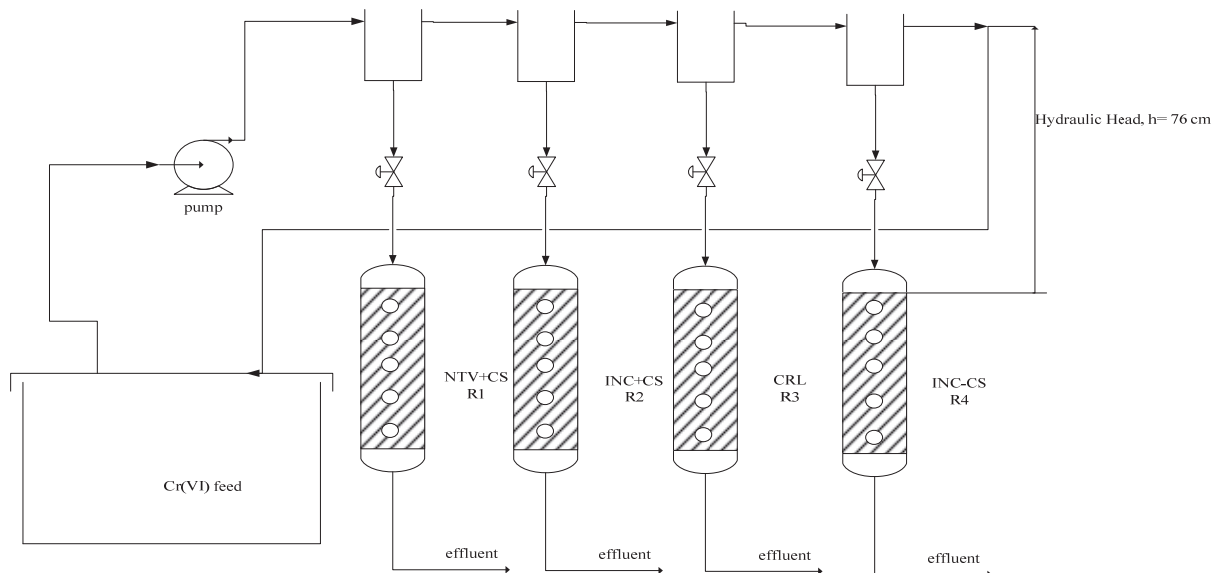 Hydraulic Head, h= 76 cm
pump
NTV+CS
R1
INC+CS
R2
CRL
R3
INC-CS
R4
Cr(VI) feed
effluent
effluent
effluent
effluent